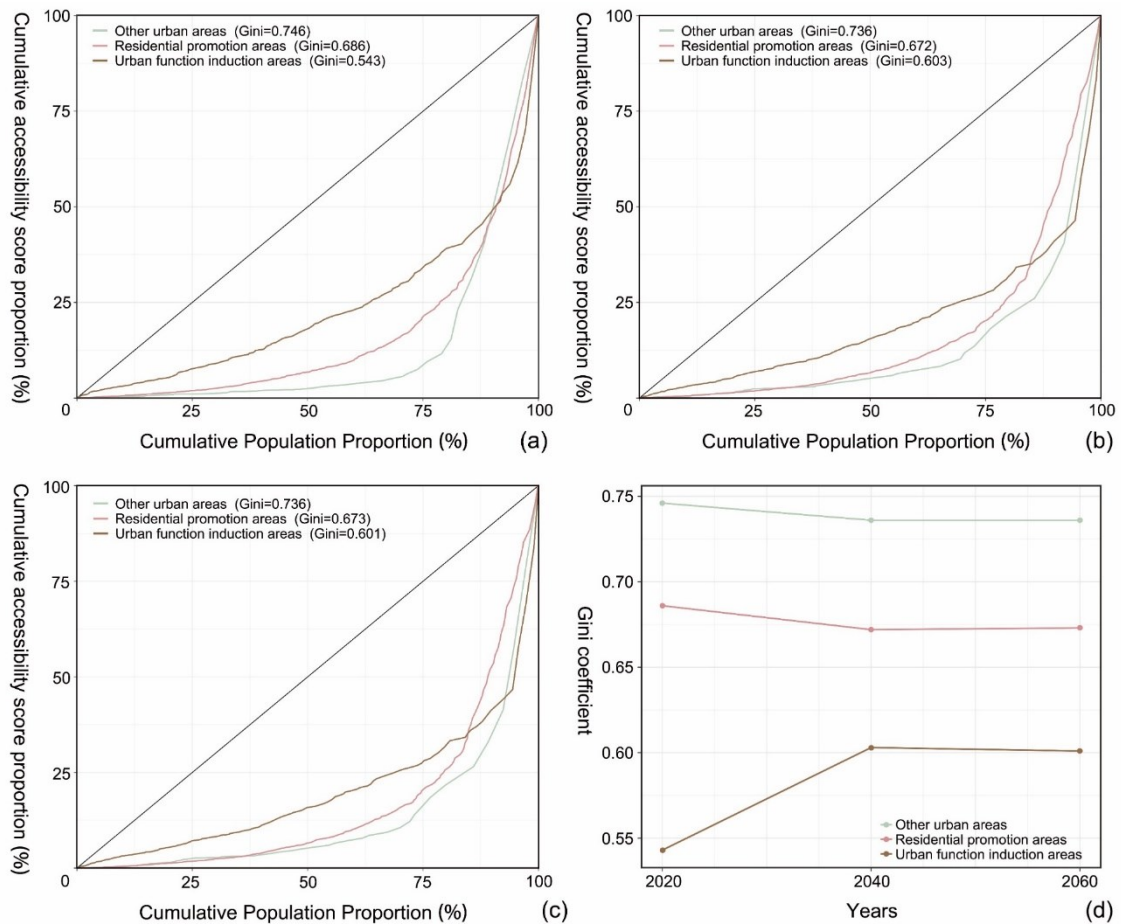 Cumulative accessibility score proportion (%)
100
75
50
25
0
Other urban areas (Gini=0.746)
Residential promotion areas (Gini=0.686)
Urban function induction areas (Gini=0.543)
25
50
75
100
Cumulative Population Proportion (%)
(a)
Cumulative accessibility score proportion (%)
100
75
50
25
0
Other urban areas (Gini=0.736)
Residential promotion areas (Gini=0.672)
Urban function induction areas (Gini=0.603)
25
50
75
100
Cumulative Population Proportion (%)
(b)
Cumulative accessibility score proportion (%)
100
75
50
25
0
Other urban areas (Gini=0.736)
Residential promotion areas (Gini=0.673)
Urban function induction areas (Gini=0.601)
25
50
75
100
Cumulative Population Proportion (%)
(c)
Gini coefficient
0.75
0.70
0.65
0.60
0.55
Other urban areas
Residential promotion areas
Urban function induction areas
2020
2040
2060
Years
(d)